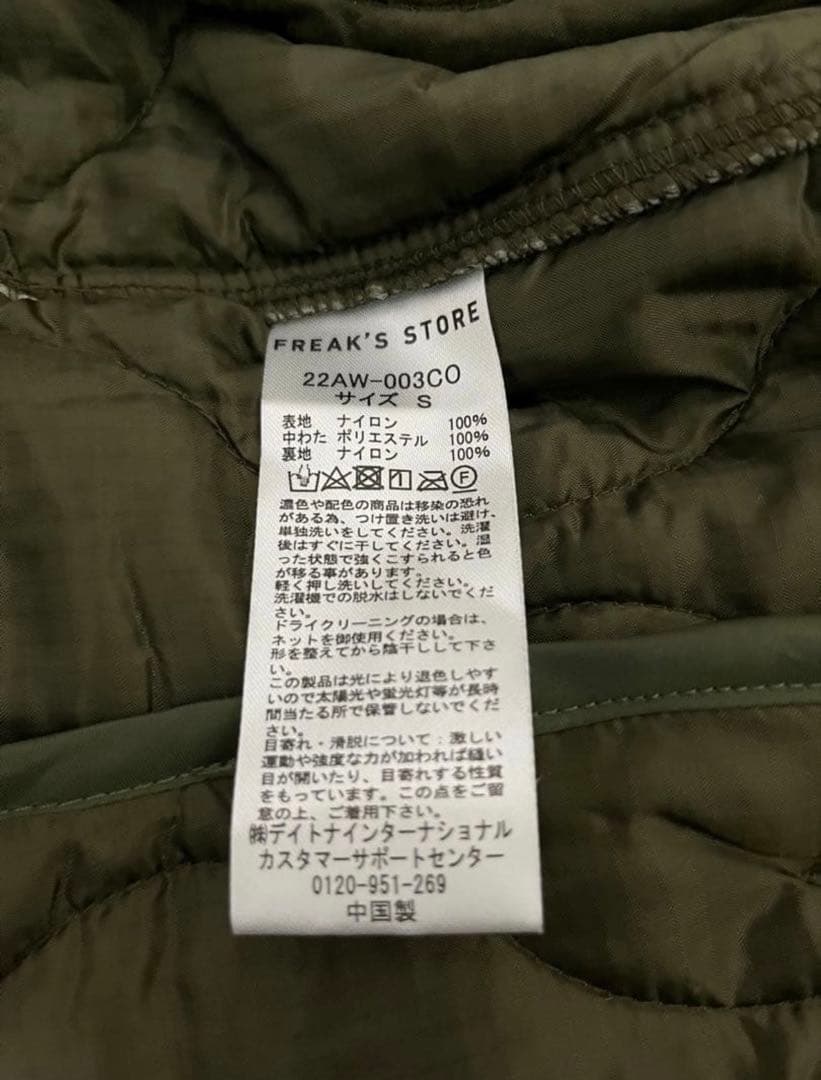 FREAK'S STORE
22AW-003CO
サイズ S
表地 ナイロン 100%
中わた ポリエステル 100%
裏地 ナイロン 100%
F
濃色や配色の商品は移染の恐れ
がある為、つけ置き洗いは避け、
単独洗いをしてください。洗濯
後はすぐに干してください。湿
った状態で強くこすられると色
が移る事があります。
軽く押し洗いしてください。
洗濯機での脱水はしないでくだ
さい。
ドライクリーニングの場合は、
ネットを御使用ください。
形を整えてから陰干しして下さ
い。
この製品は光により退色しやす
いので太陽光や蛍光灯等が長時
間当たる所で保管しないでくだ
さい。
目寄れ・滑脱について:激しい
運動や強度な力が加われば縫い
目が開いたり、目寄れする性質
をもっています。この点をご留
意の上、ご着用下さい。
㈱デイトナインターナショナル
カスタマーサポートセンター
0120-951-269
中国製